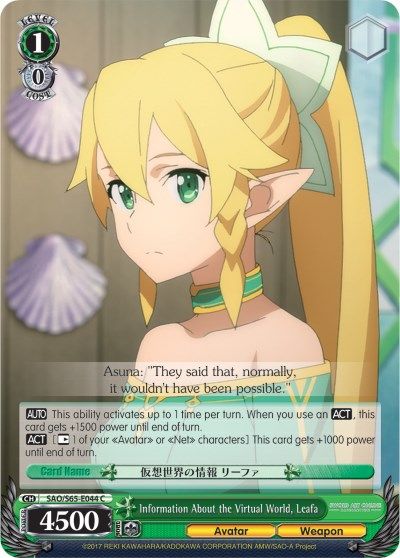 LEVEL
1
0
COST
Asuna: "They said that, normally,
it wouldn't have been possible."
AUTO This ability activates up to 1 time per turn. When you use an ACT, this
card gets +1500 power until end of turn.
ACT [ 1 of your «Avatar» or «Net» characters] This card gets +1000 power
until end of turn.
Card Name 仮想世界の情報 リーファ
CH SAO/S65-E044 C
POWER 4500 SOUL
Information About the Virtual World, Leafa
Avatar Weapon
©2017 REKI KAWAHARA/KADOKAWA CORPORATION AMW/SAO-A Project